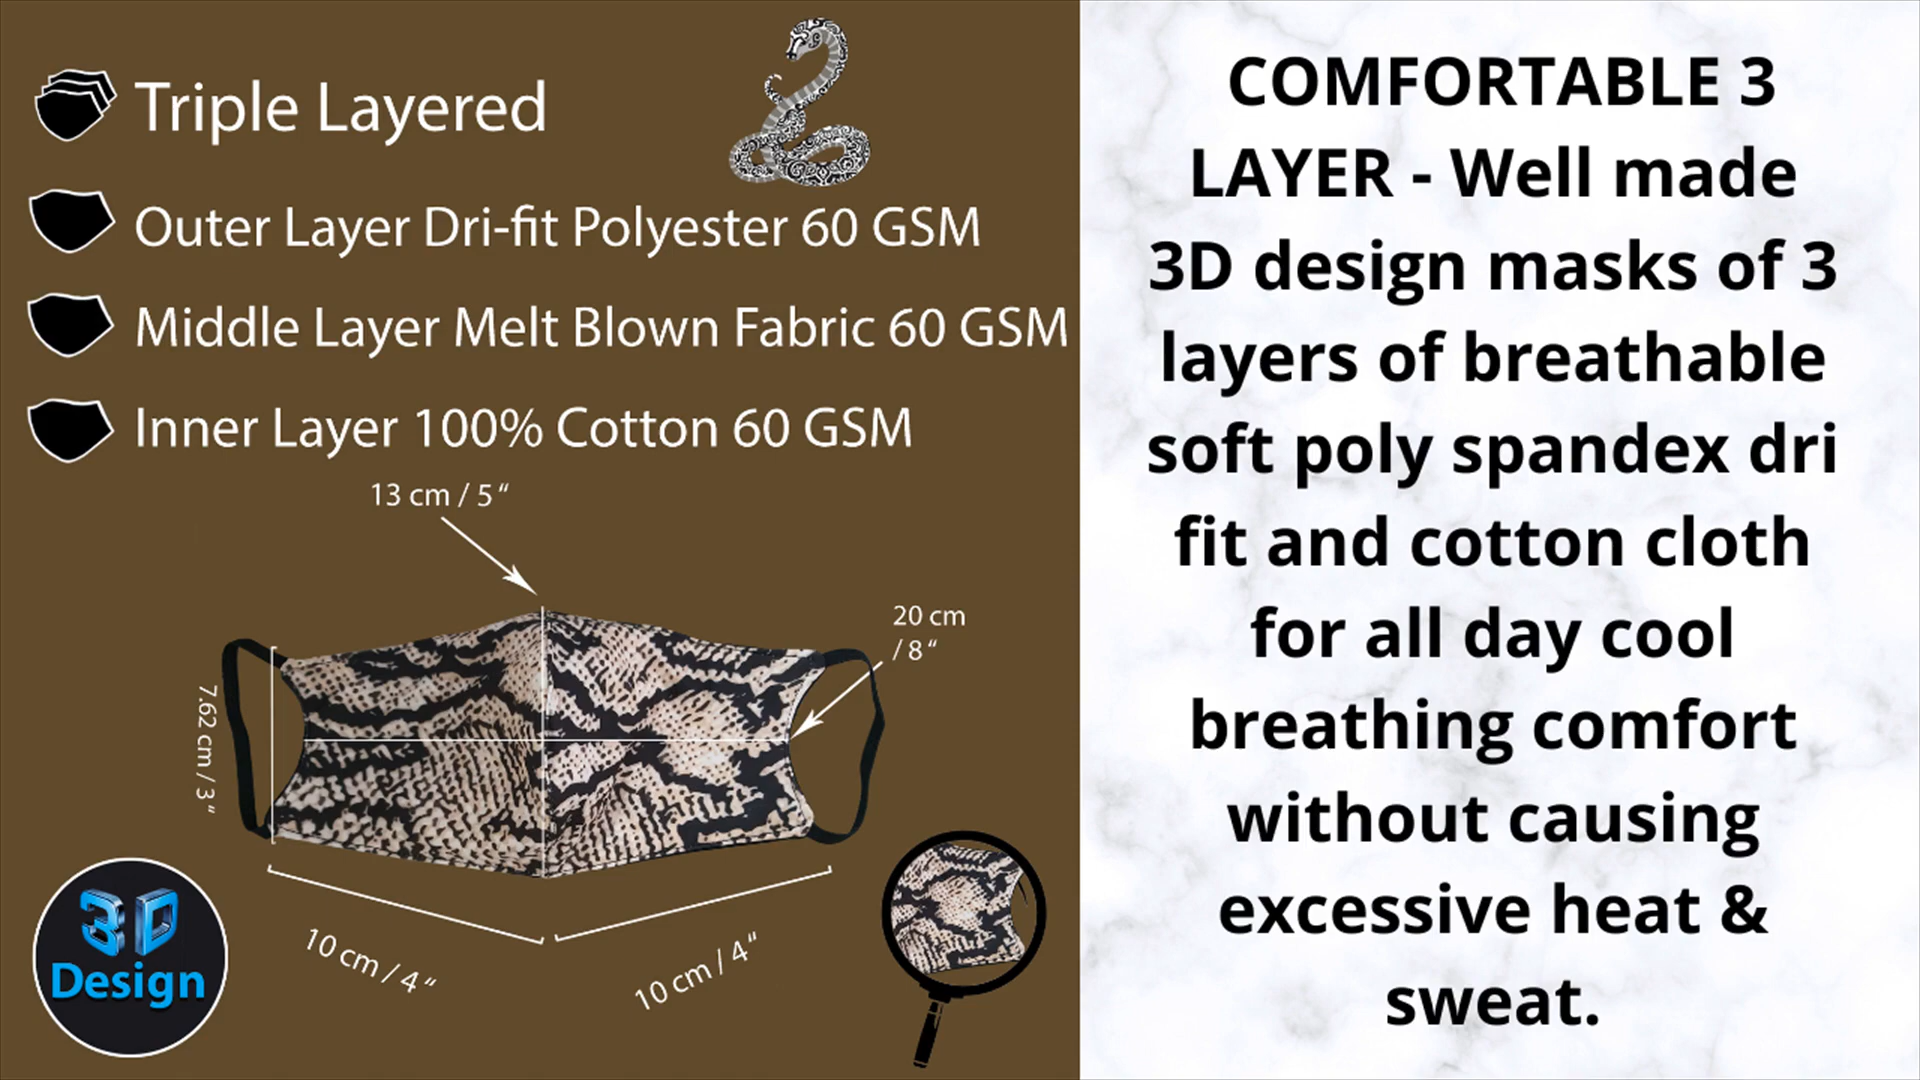 Triple Layered
Outer Layer Dri-fit Polyester 60 GSM
Middle Layer Melt Blown Fabric 60 GSM
Inner Layer 100% Cotton 60 GSM
13 cm / 5“
20 cm
/ 8“
7.62 cm / 3“
10 cm / 4“
10 cm / 4“
3D
Design
COMFORTABLE 3
LAYER - Well made
3D design masks of 3
layers of breathable
soft poly spandex dri
fit and cotton cloth
for all day cool
breathing comfort
without causing
excessive heat &
sweat.